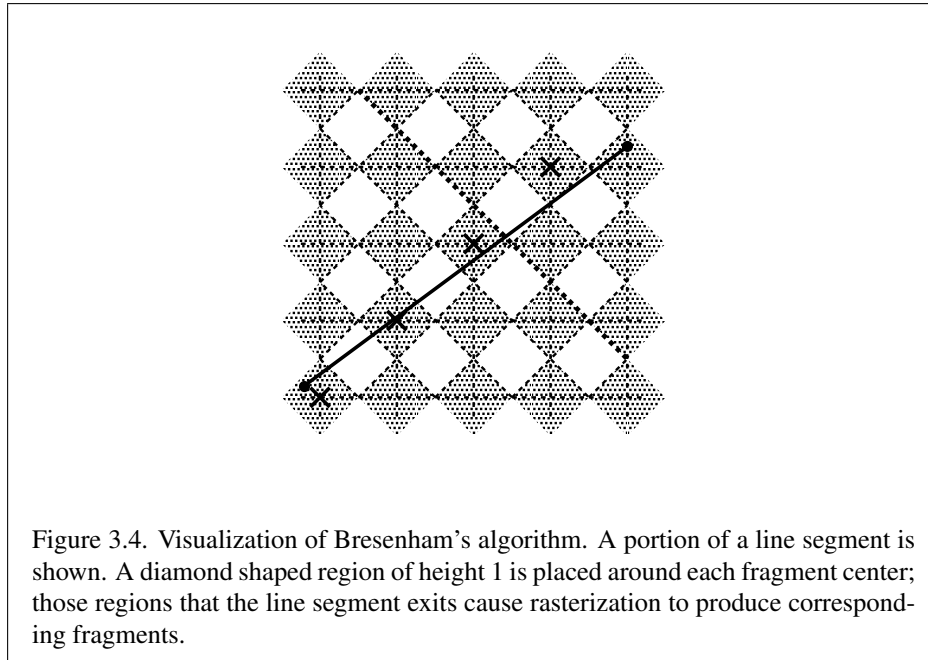 Figure 3.4. Visualization of Bresenham's algorithm. A portion of a line segment is
shown. A diamond shaped region of height 1 is placed around each fragment center;
those regions that the line segment exits cause rasterization to produce correspond-
ing fragments.